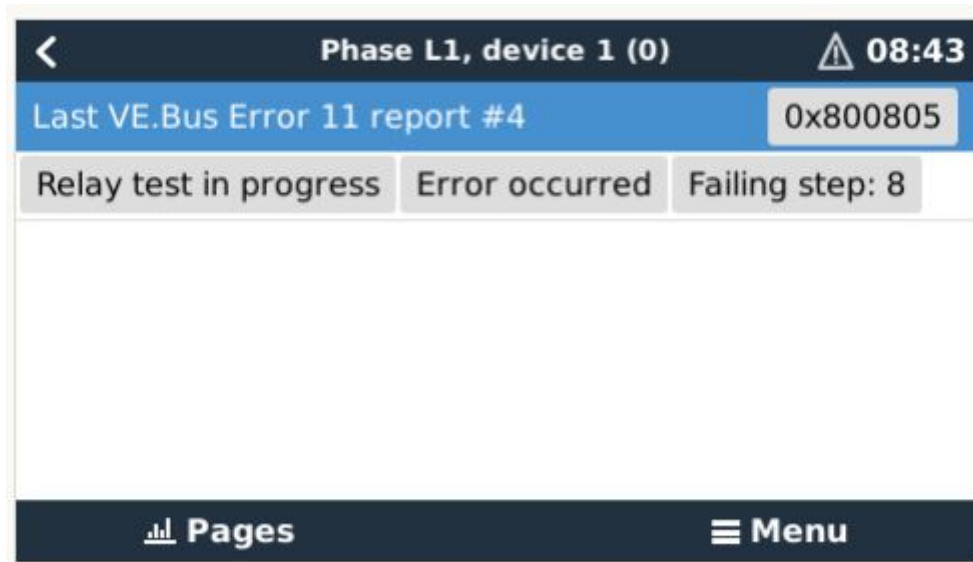 Phase L1, device 1 (0) 08:43
Last VE.Bus Error 11 report #4 0x800805
Relay test in progress Error occurred Failing step: 8
Pages Menu